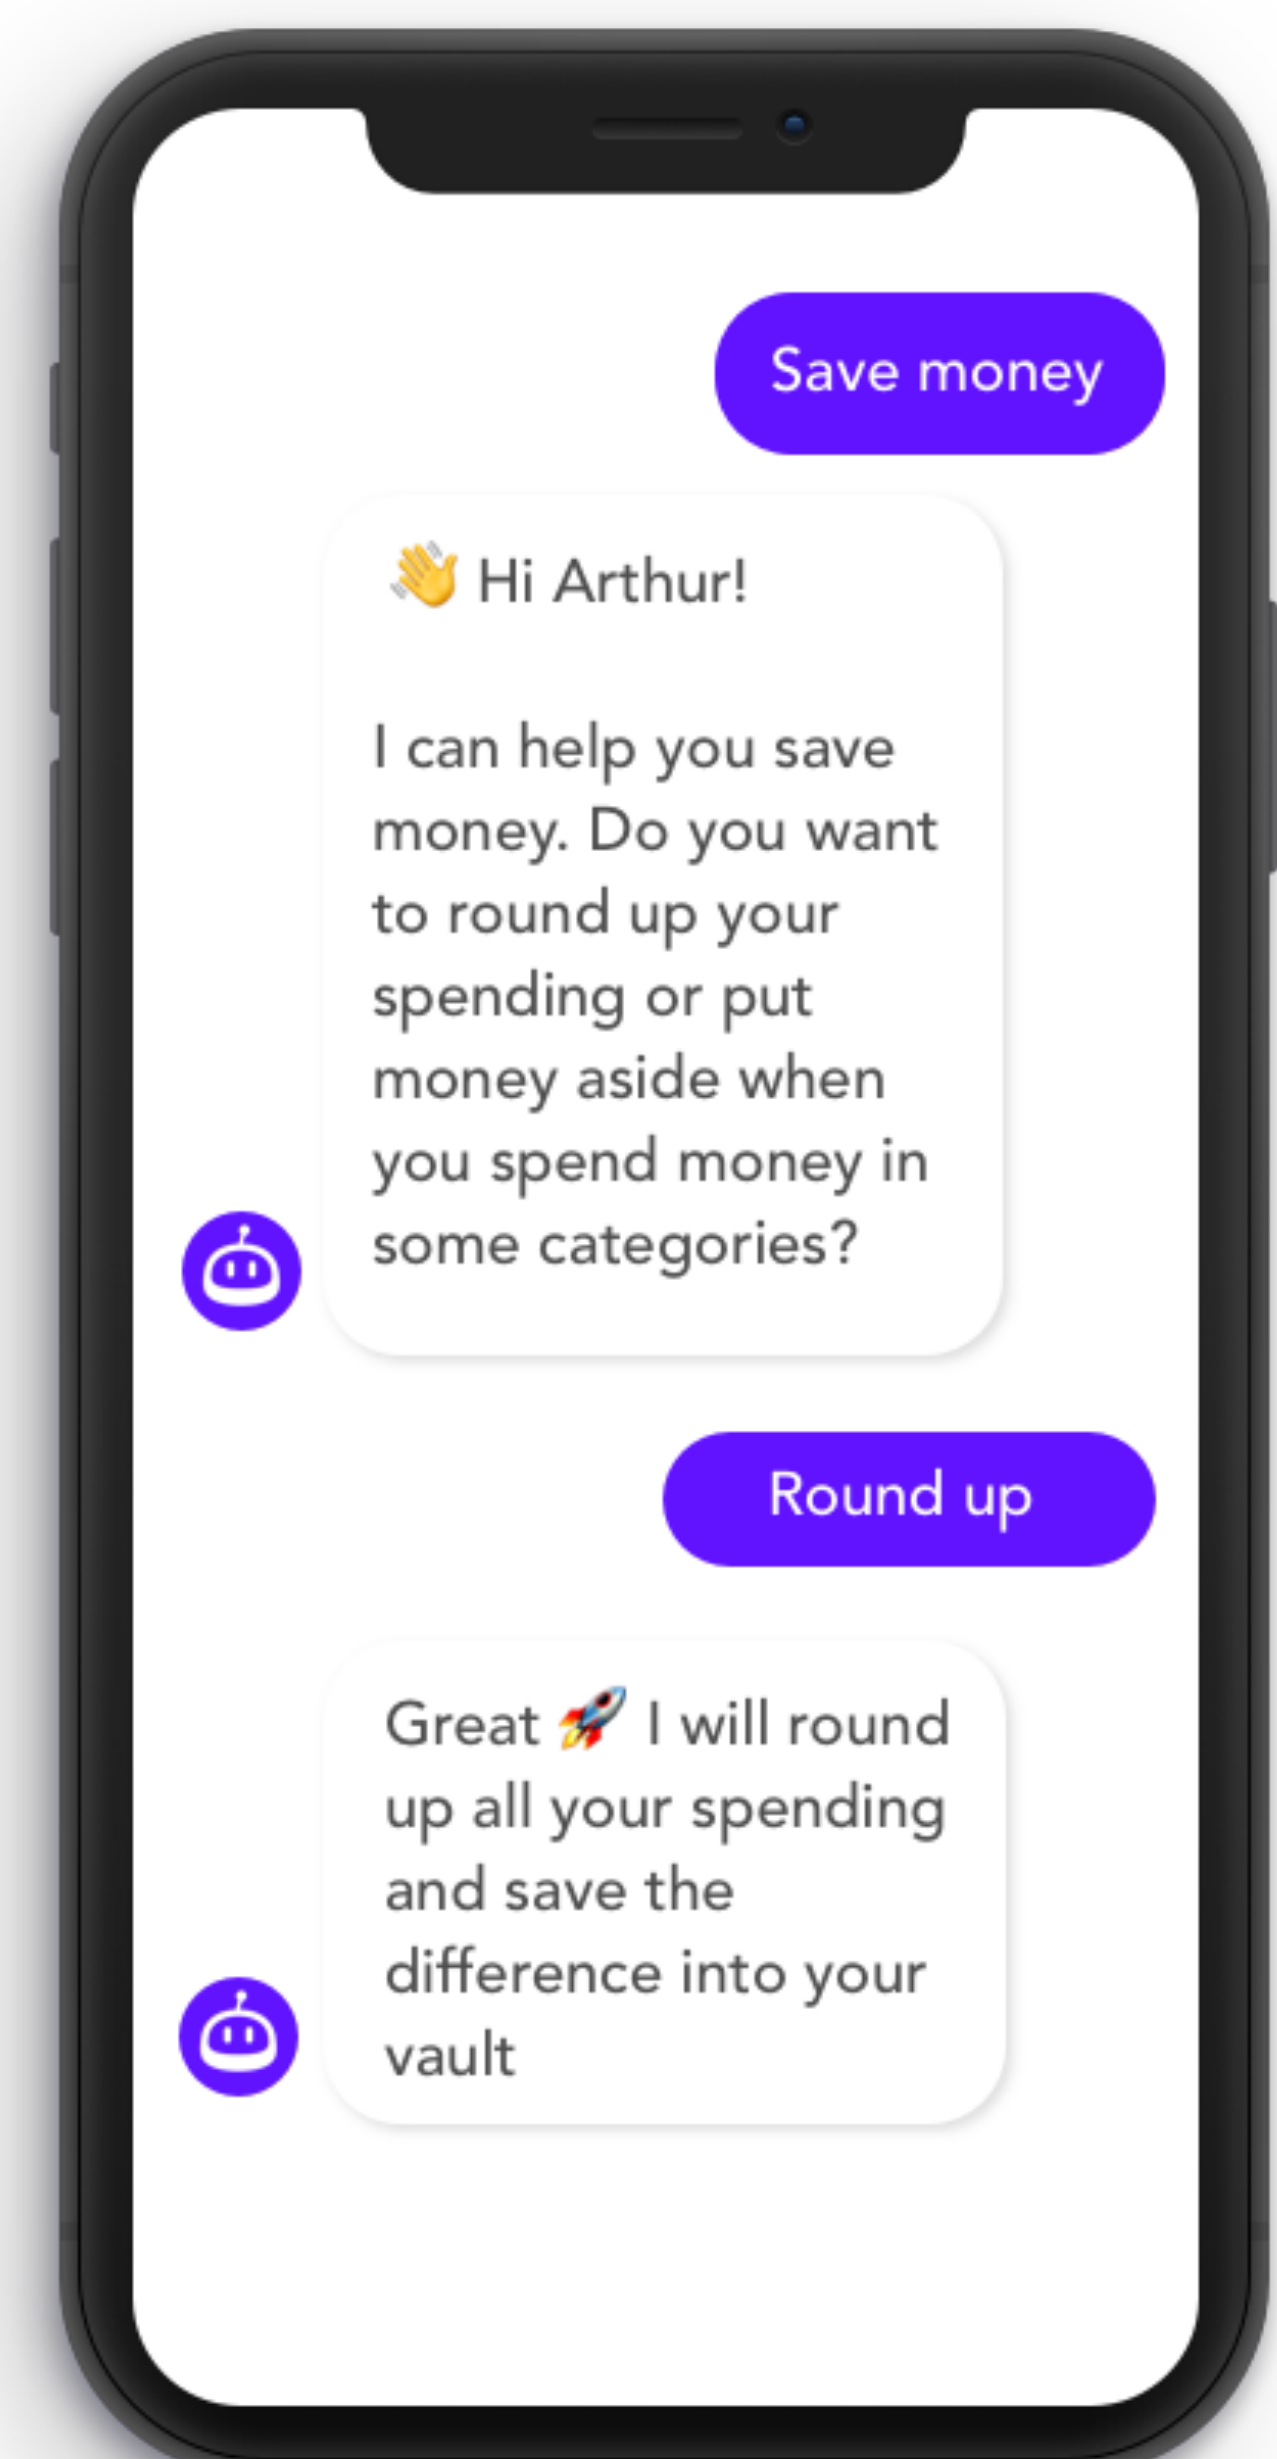 Save money
👋 Hi Arthur!
I can help you save
money. Do you want
to round up your
spending or put
money aside when
you spend money in
some categories?
Round up
Great 🚀 I will round
up all your spending
and save the
difference into your
vault